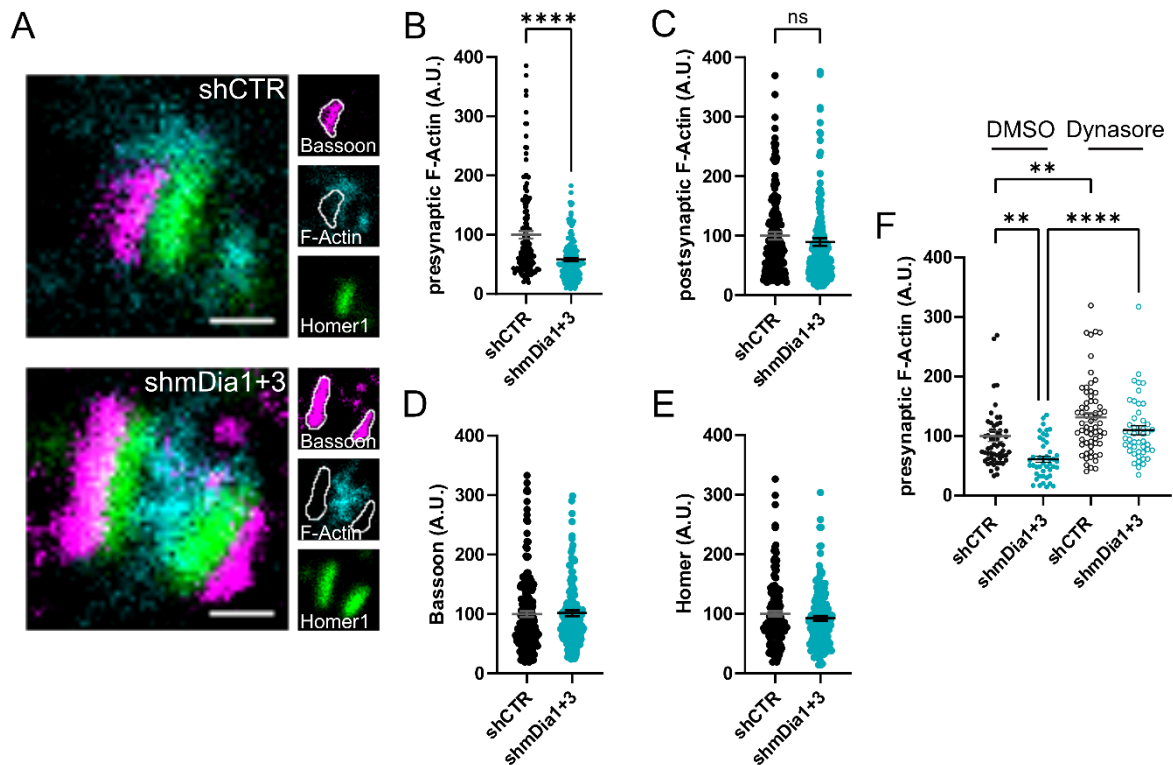 A
shCTR
Bassoon
F-Actin
Homer1
shmDia1+3
Bassoon
F-Actin
Homer1
B
****
presynaptic F-Actin (A.U.)
400
300
200
100
0
shCTR
shmDia1+3
C
ns
postsynaptic F-Actin (A.U.)
400
300
200
100
0
shCTR
shmDia1+3
D
Bassoon (A.U.)
400
300
200
100
0
shCTR
shmDia1+3
E
Homer (A.U.)
400
300
200
100
0
shCTR
shmDia1+3
F
DMSO
Dynasore
**
**
****
presynaptic F-Actin (A.U.)
400
300
200
100
0
shCTR
shmDia1+3
shCTR
shmDia1+3